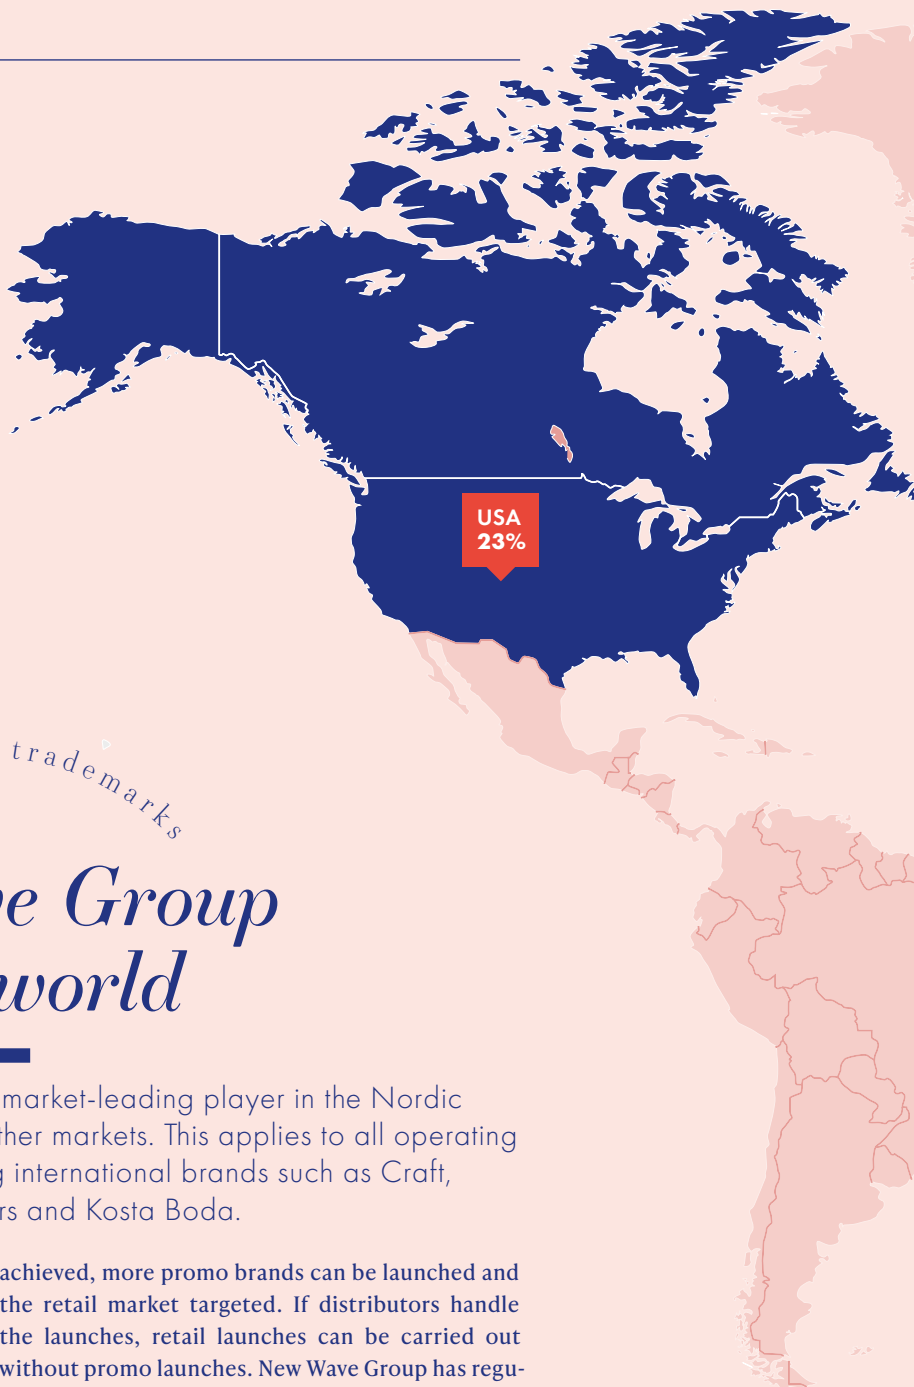 USA
23%
trademarks
ve Group
world
market-leading player in the Nordic
ther markets. This applies to all operating
g international brands such as Craft,
rs and Kosta Boda.
achieved, more promo brands can be launched and
the retail market targeted. If distributors handle
the launches, retail launches can be carried out
without promo launches. New Wave Group has regu-